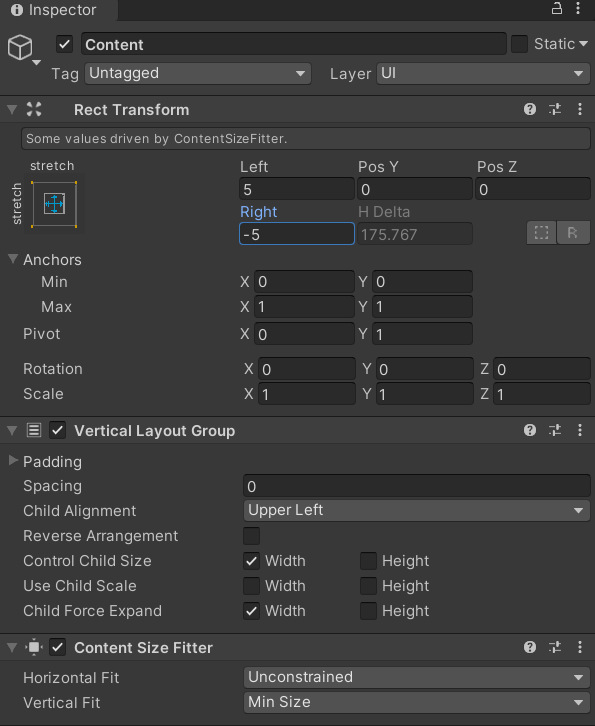 Inspector
Content
Static
Tag Untagged Layer UI
Rect Transform
Some values driven by ContentSizeFitter.
stretch
stretch
Left Pos Y Pos Z
5 0 0
Right H Delta
-5 175.767 R
Anchors
Min X 0 Y 0
Max X 1 Y 1
Pivot X 0 Y 1
Rotation X 0 Y 0 Z 0
Scale X 1 Y 1 Z 1
Vertical Layout Group
Padding
Spacing 0
Child Alignment Upper Left
Reverse Arrangement
Control Child Size Width Height
Use Child Scale Width Height
Child Force Expand Width Height
Content Size Fitter
Horizontal Fit Unconstrained
Vertical Fit Min Size